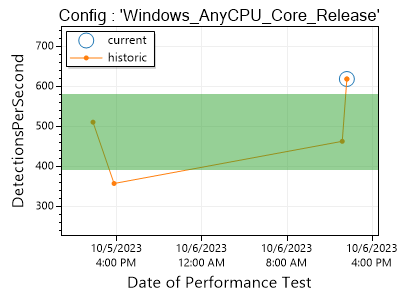 Config : 'Windows_AnyCPU_Core_Release'
current
historic
DetectionsPerSecond
700
600
500
400
300
10/5/2023
4:00 PM
10/6/2023
12:00 AM
10/6/2023
8:00 AM
10/6/2023
4:00 PM
Date of Performance Test